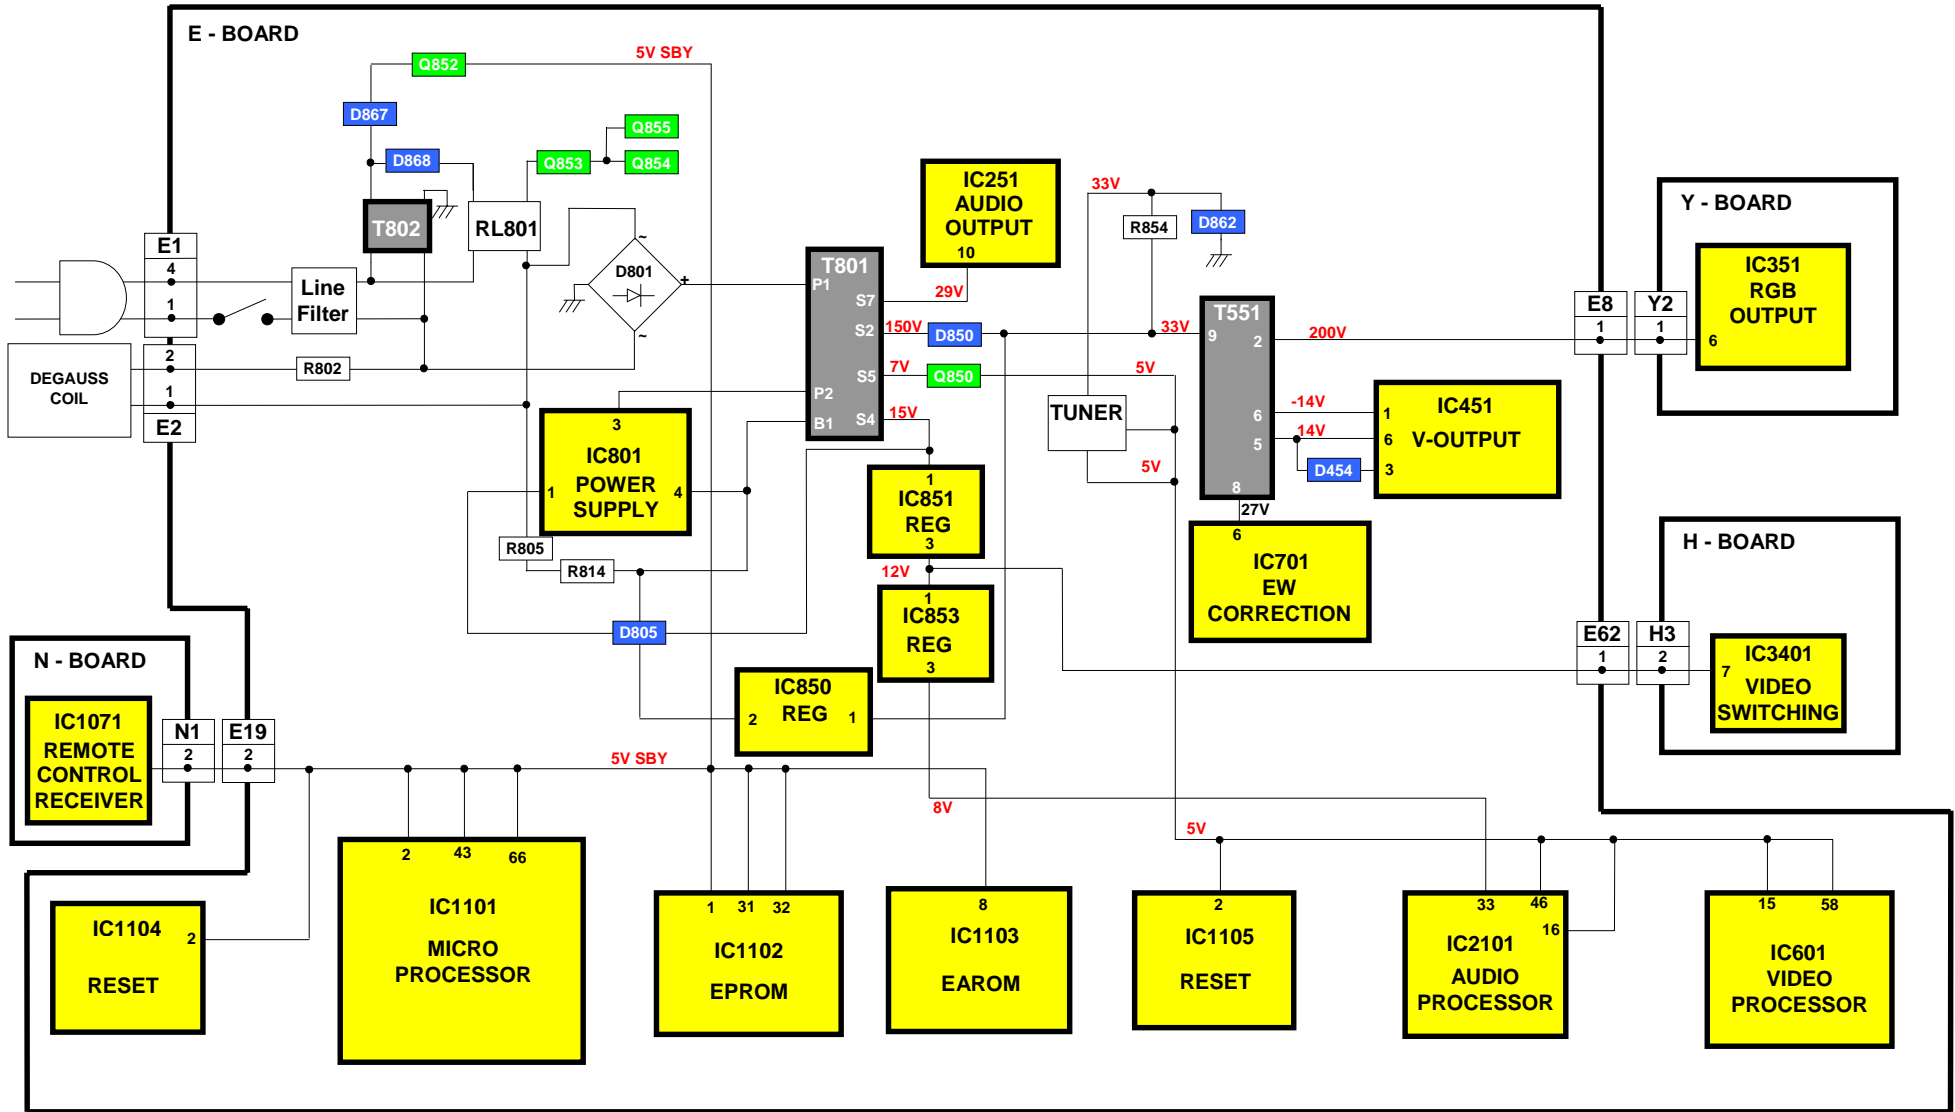 E - BOARD
5V SBY
Q852
D867
Q855
D868
Q853
Q854
T802
RL801
IC251
AUDIO
OUTPUT
10
33V
R854
D862
Y - BOARD
E1
4
1
Line
Filter
~
D801
+
~
T801
P1
S7
S2
S5
P2
S4
B1
29V
150V
D850
7V
Q850
15V
33V
5V
T551
9
2
6
5
8
200V
E8
1
Y2
1
IC351
RGB
OUTPUT
6
DEGAUSS
COIL
2
1
E2
R802
TUNER
5V
-14V
14V
D454
1
6
3
IC451
V-OUTPUT
3
IC801
POWER
SUPPLY
1
4
1
IC851
REG
3
27V
6
IC701
EW
CORRECTION
H - BOARD
R805
R814
12V
1
IC853
REG
3
D805
E62
1
H3
2
IC3401
7
VIDEO
SWITCHING
N - BOARD
IC1071
REMOTE
CONTROL
RECEIVER
N1
2
E19
2
IC850
REG
2
1
5V SBY
8V
5V
2
43
66
IC1101
MICRO
PROCESSOR
IC1104
2
RESET
1
31
32
IC1102
EPROM
8
IC1103
EAROM
2
IC1105
RESET
33
46
16
IC2101
AUDIO
PROCESSOR
15
58
IC601
VIDEO
PROCESSOR